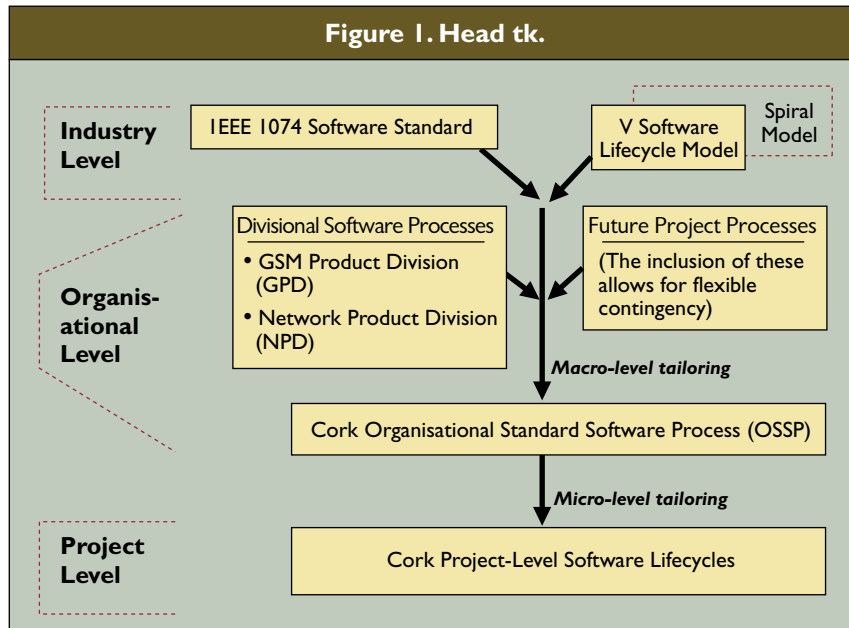 Figure 1. Head tk.
Industry
Level
IEEE 1074 Software Standard
V Software
Lifecycle Model
Spiral
Model
Organis-
ational
Level
Divisional Software Processes
• GSM Product Division
(GPD)
• Network Product Division
(NPD)
Future Project Processes
(The inclusion of these
allows for flexible
contingency)
Macro-level tailoring
Cork Organisational Standard Software Process (OSSP)
Micro-level tailoring
Project
Level
Cork Project-Level Software Lifecycles